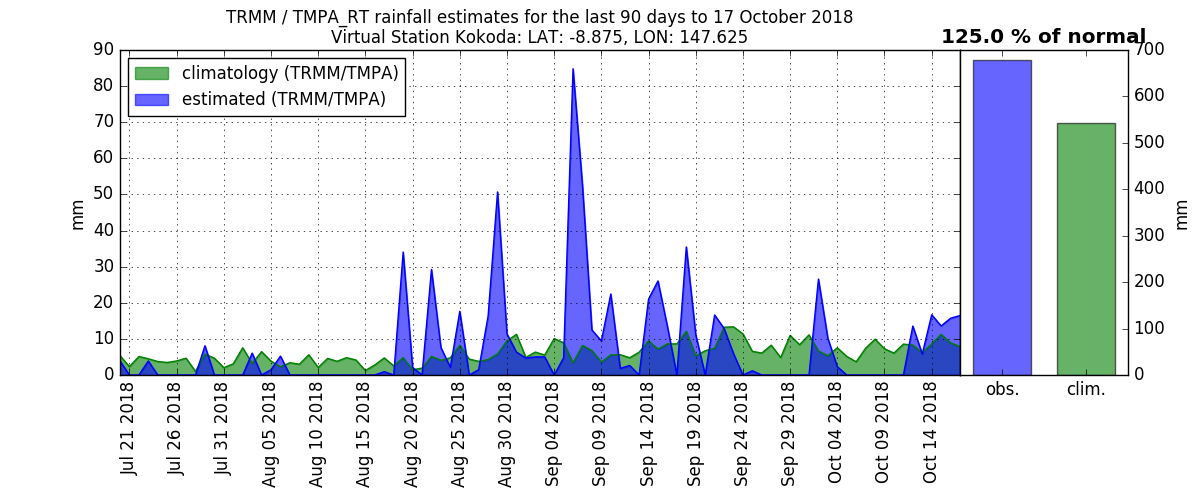 TRMM / TMPA_RT rainfall estimates for the last 90 days to 17 October 2018
Virtual Station Kokoda: LAT: -8.875, LON: 147.625
125.0 % of normal
climatology (TRMM/TMPA)
estimated (TRMM/TMPA)
mm
90
80
70
60
50
40
30
20
10
0
Jul 21 2018
Jul 26 2018
Jul 31 2018
Aug 05 2018
Aug 10 2018
Aug 15 2018
Aug 20 2018
Aug 25 2018
Aug 30 2018
Sep 04 2018
Sep 09 2018
Sep 14 2018
Sep 19 2018
Sep 24 2018
Sep 29 2018
Oct 04 2018
Oct 09 2018
Oct 14 2018
obs.
clim.
700
600
500
400
300
200
100
0
mm